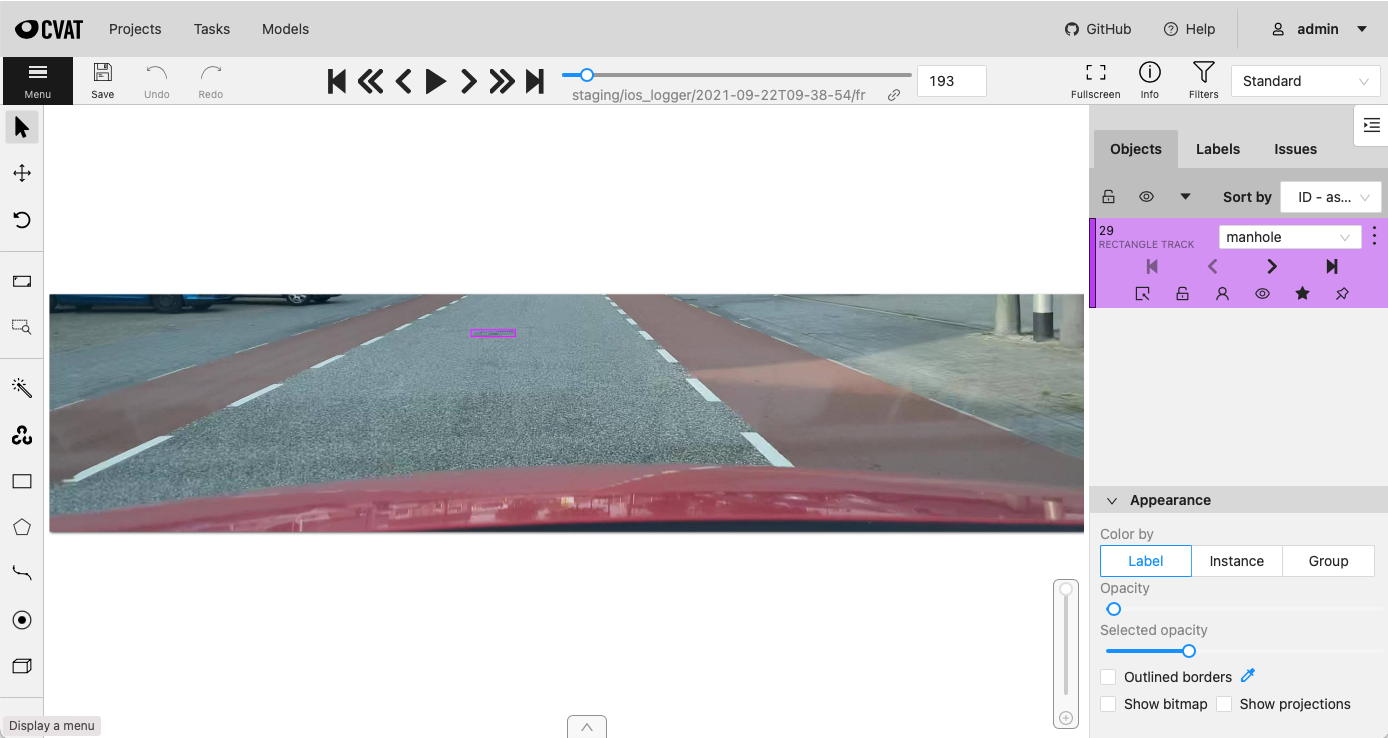 CVAT
Projects
Tasks
Models
GitHub
Help
admin
Menu
Save
Undo
Redo
staging/ios_logger/2021-09-22T09-38-54/fr
193
Fullscreen
Info
Filters
Standard
Objects
Labels
Issues
Sort by
ID - as...
29
RECTANGLE TRACK
manhole
Appearance
Color by
Label
Instance
Group
Opacity
Selected opacity
Outlined borders
Show bitmap
Show projections
Display a menu